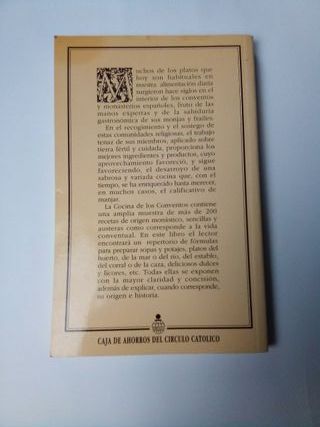 Muchos de los platos que
hoy son habituales en
nuestra alimentación diaria
surgieron hace siglos en el
interior de los conventos
y monasterios españoles, fruto de las
manos expertas y de la sabiduría
gastronómica de sus monjas y frailes.
En el recogimiento y el sosiego de
estas comunidades religiosas, el trabajo
tenaz de sus miembros, aplicado sobre
tierra fértil y cuidada, proporciona los
mejores ingredientes y productos, cuyo
aprovechamiento favoreció, y sigue
favoreciendo, el desarroyo de una
sabrosa y variada cocina que, con el
tiempo, se ha enriquecido hasta merecer,
en muchos casos, el calificativo de
manjar.
La Cocina de los Conventos contiene
una amplia muestra de más de 200
recetas de origen monástico, sencillas y
austeras como corresponde a la vida
conventual. En este libro el lector
encontrará un repertorio de fórmulas
para preparar sopas y potajes, platos del
huerto, de la mar o del río, del establo,
del corral o de la caza, deliciosos dulces
y licores, etc. Todas ellas se exponen
con la mayor claridad y concisión,
además de explicar, cuando corresponde,
su origen e historia.
CAJA DE AHORROS DEL CIRCULO CATOLICO